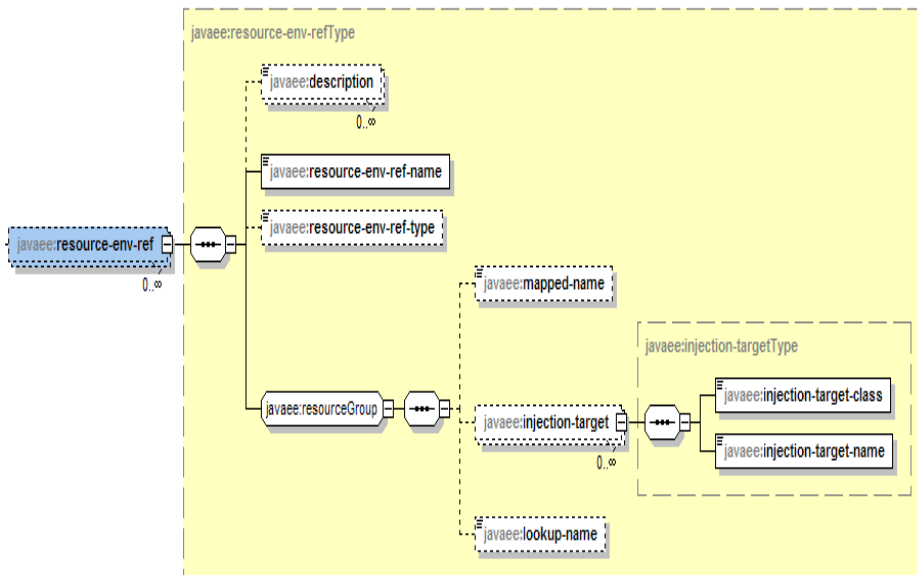 javaee:resource-env-refType
javaee:description
0..∞
javaee:resource-env-ref-name
javaee:resource-env-ref-type
javaee:resource-env-ref
0..∞
javaee:mapped-name
javaee:injection-targetType
javaee:injection-target-class
javaee:resourceGroup
javaee:injection-target
0..∞
javaee:injection-target-name
javaee:lookup-name